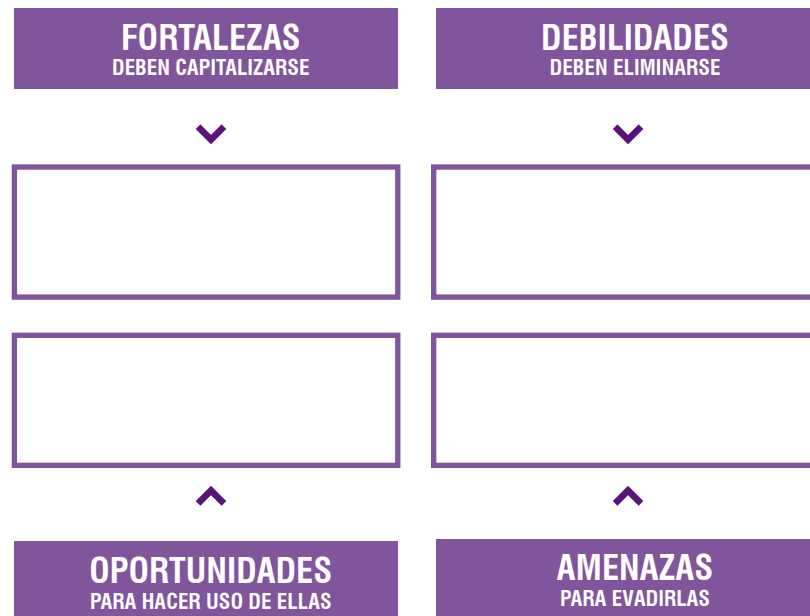 FORTALEZAS
DEBEN CAPITALIZARSE
DEBILIDADES
DEBEN ELIMINARSE
OPORTUNIDADES
PARA HACER USO DE ELLAS
AMENAZAS
PARA EVADIRLAS